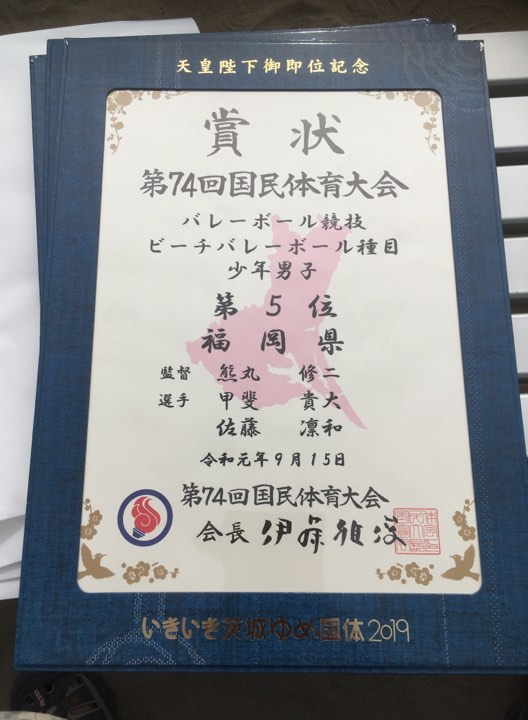 天皇陛下御即位記念
賞状
第74回国民体育大会
バレーボール競技
ビーチバレーボール種目
少年男子
第5位
福岡県
監督 熊丸 修二
選手 甲斐 貴大
佐藤 凛和
令和元年9月15日
第74回国民体育大会
会長 伊藤雅俊
いきいき茨城ゆめ国体2019